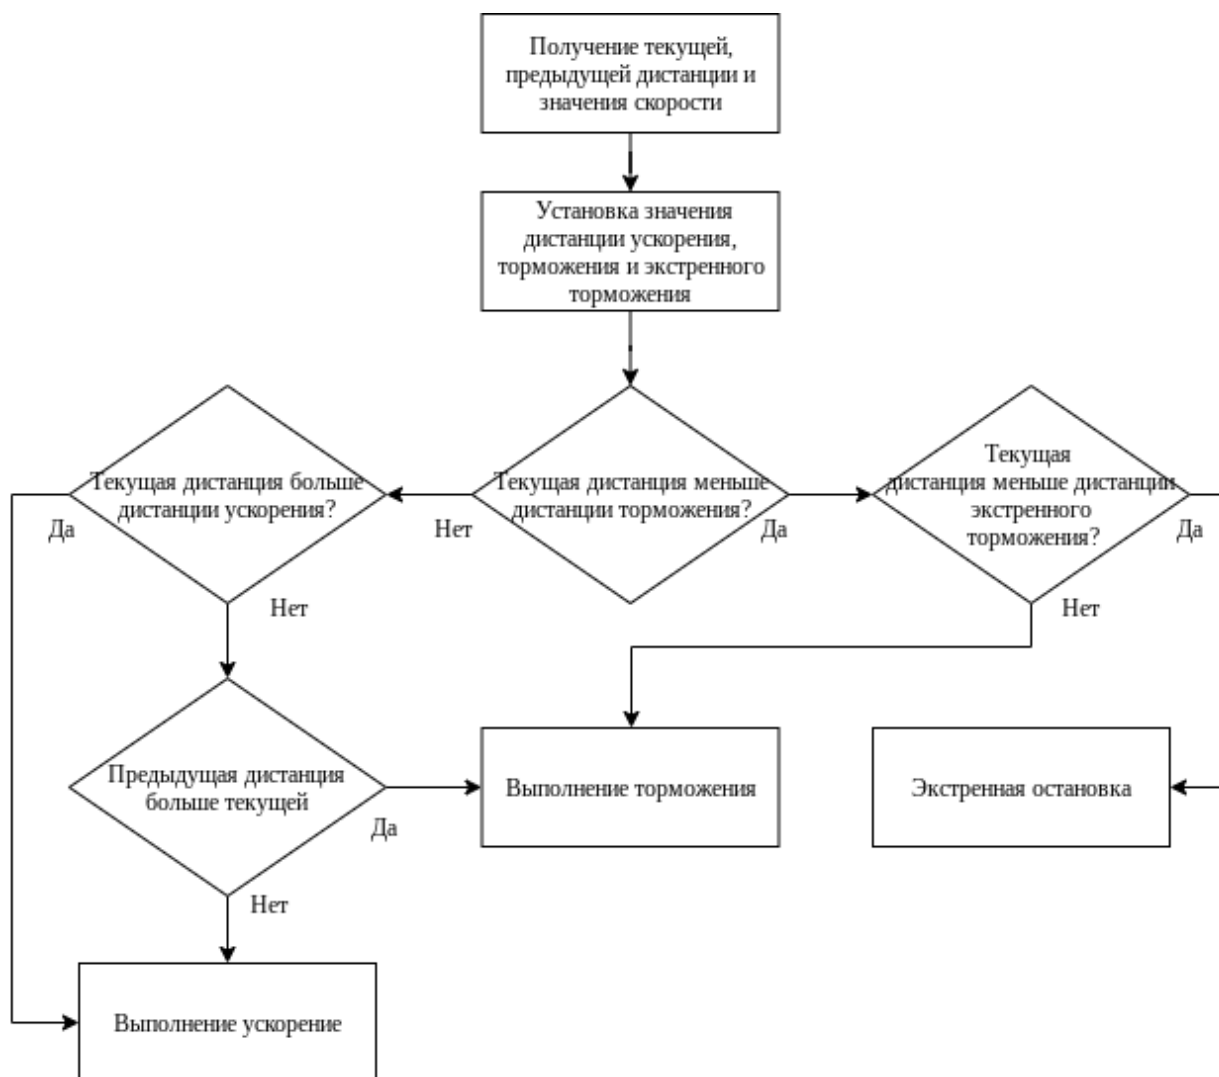 Получение текущей,
предыдущей дистанции и
значения скорости
Установка значения
дистанции ускорения,
торможения и экстренного
торможения
Текущая дистанция больше
дистанции ускорения?
Да
Нет
Текущая дистанция меньше
дистанции торможения?
Нет
Да
Текущая
дистанция меньше дистанции
экстренного
торможения?
Да
Нет
Предыдущая дистанция
больше текущей
Да
Нет
Выполнение торможения
Экстренная остановка
Выполнение ускорение